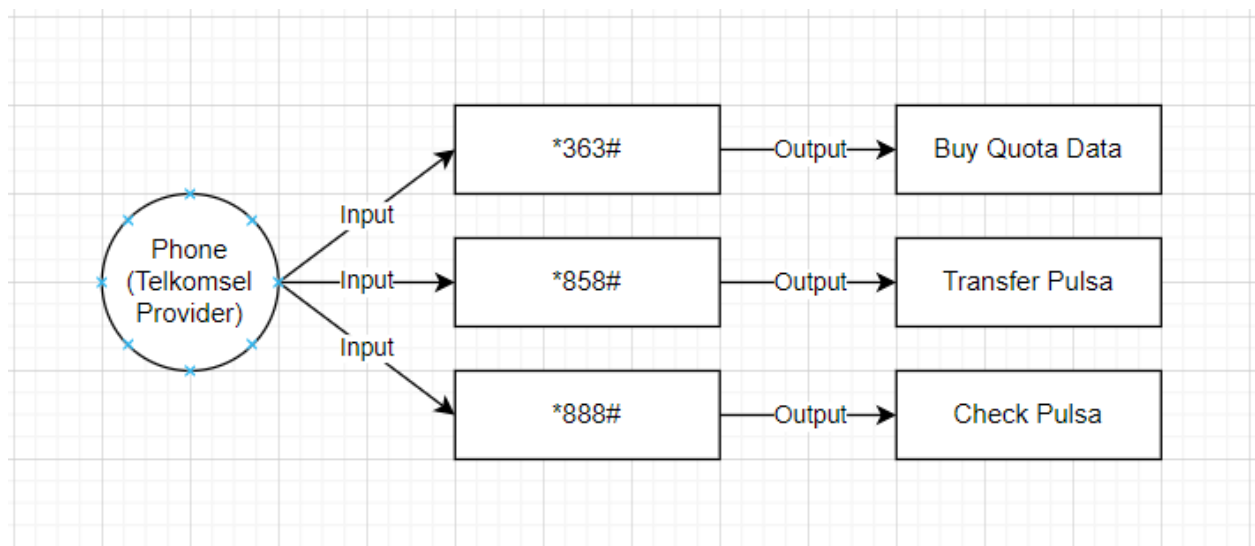 *363#
Output
Buy Quota Data
Input
Phone
(Telkomsel
Provider)
Input
*858#
Output
Transfer Pulsa
Input
*888#
Output
Check Pulsa